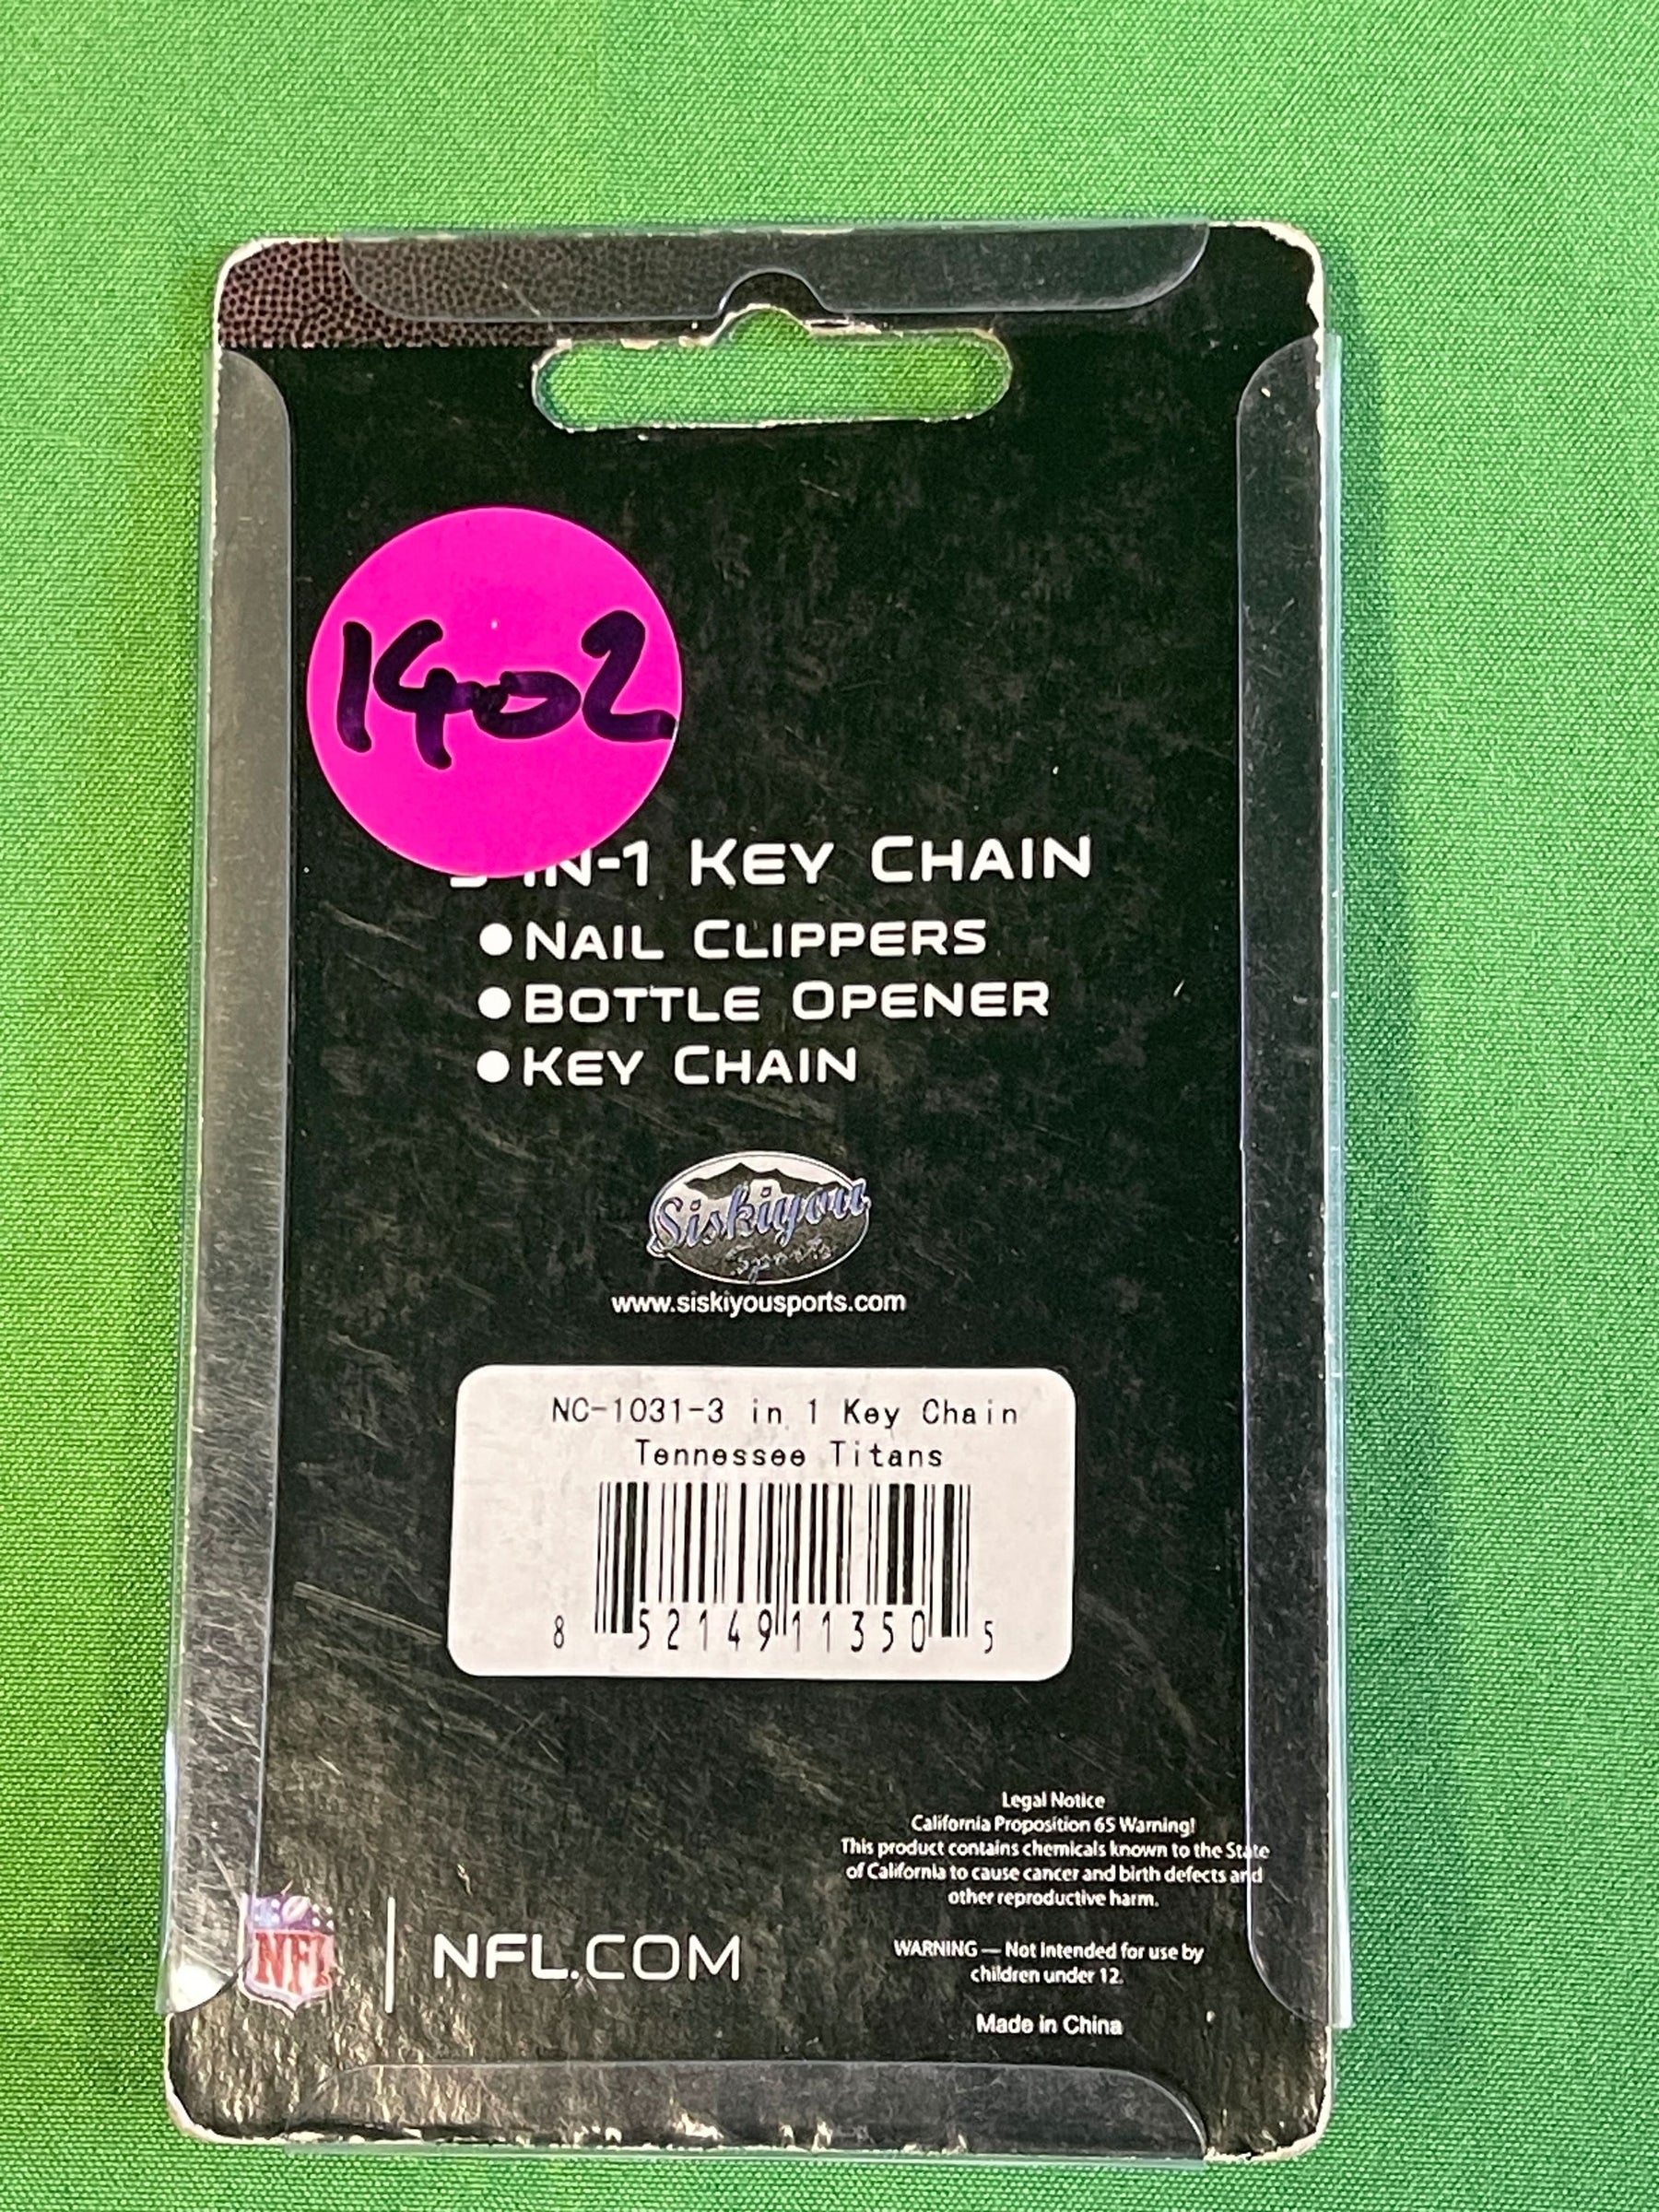 1402
IN-1 KEY CHAIN
● NAIL CLIPPERS
● BOTTLE OPENER
● KEY CHAIN
Siskiyou
Sports
www.siskiyousports.com
NC-1031-3 in 1 Key Chain
Tennessee Titans
8 52149 11350 5
Legal Notice
California Proposition 65 Warning!
This product contains chemicals known to the State
of California to cause cancer and birth defects and
other reproductive harm.
WARNING — Not intended for use by
children under 12.
Made in China
NFL
NFL.COM